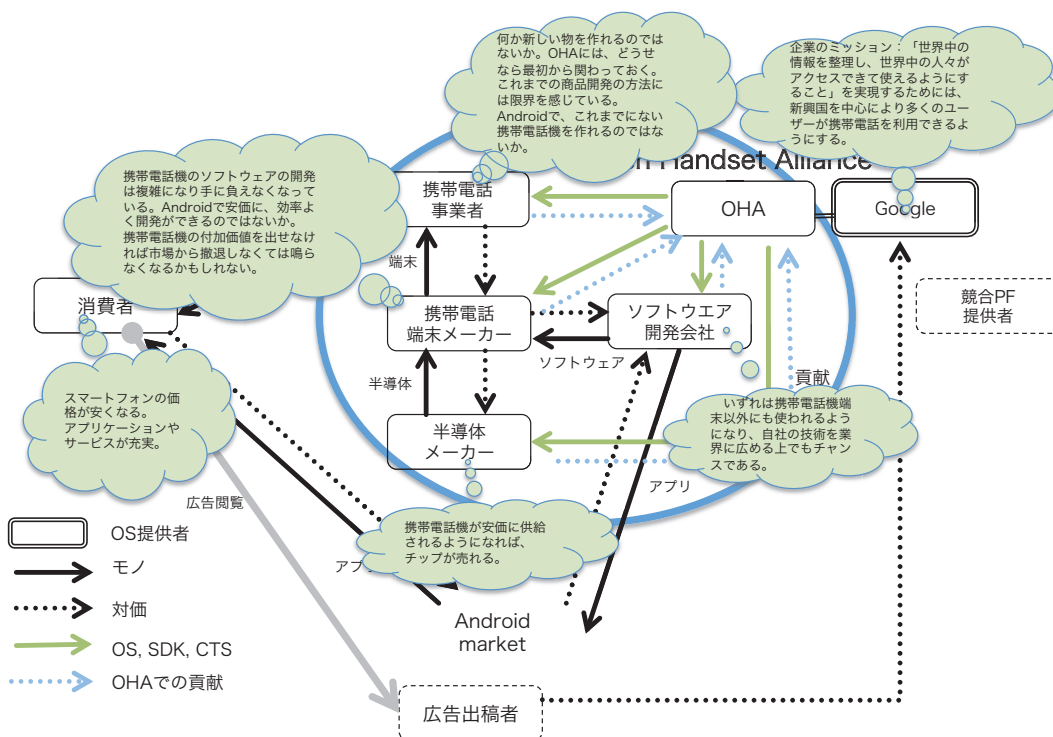 何か新しい物を作れるのでは
ないか。OHAには、どうせ
なら最初から関わっておく。
これまでの商品開発の方法に
は限界を感じている。
Androidで、これまでにない
携帯電話機を作れるのではな
いか。
企業のミッション：「世界中の
情報を整理し、世界中の人々が
アクセスできて使えるようにす
ること」を実現するためには、
新興国を中心により多くのユー
ザーが携帯電話を利用できるよ
うにする。
Handset Alliance
携帯電話機のソフトウェアの開発
は複雑になり手に負えなくなって
いる。Androidで安価に、効率よ
く開発ができるのではないか。
携帯電話機の付加価値を出せなけ
れば市場から撤退しなくては鳴ら
なくなるかもしれない。
携帯電話
事業者
OHA
Google
端末
消費者
携帯電話
端末メーカー
ソフトウエア
開発会社
競合PF
提供者
ソフトウェア
半導体
貢献
スマートフォンの価
格が安くなる。
アプリケーションや
サービスが充実。
いずれは携帯電話機端
末以外にも使われるよう
になり、自社の技術を業
界に広める上でもチャン
スである。
半導体
メーカー
アプリ
広告閲覧
携帯電話機が安価に供給
されるようになれば、
チップが売れる。
アプ
Android
market
広告出稿者
OS提供者
モノ
対価
OS, SDK, CTS
OHAでの貢献